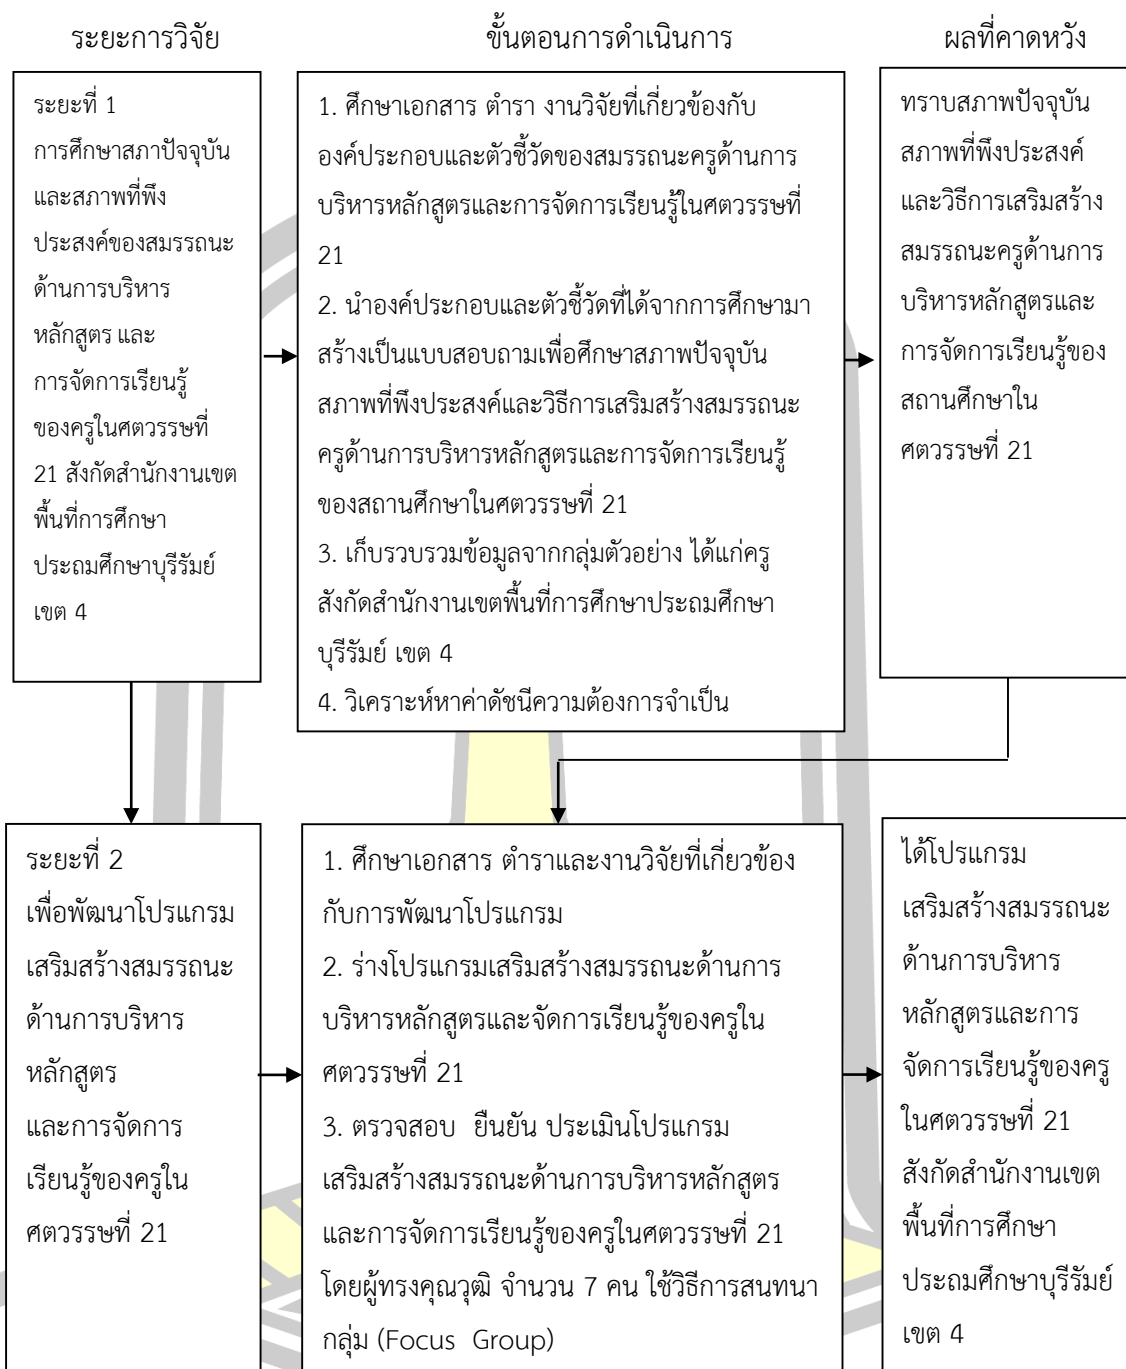 ระยะการวิจัย ขั้นตอนการดำเนินการ ผลที่คาดหวัง
ระยะที่ 1
การศึกษาสภาปัจจุบัน
และสภาพที่พึง
ประสงค์ของสมรรถนะ
ด้านการบริหาร
หลักสูตร และ
การจัดการเรียนรู้
ของครูในศตวรรษที่
21 สังกัดสำนักงานเขต
พื้นที่การศึกษา
ประถมศึกษาบุรีรัมย์
เขต 4
1. ศึกษาเอกสาร ตำรา งานวิจัยที่เกี่ยวข้องกับ
องค์ประกอบและตัวชี้วัดของสมรรถนะครูด้านการ
บริหารหลักสูตรและการจัดการเรียนรู้ในศตวรรษที่
21
2. นำองค์ประกอบและตัวชี้วัดที่ได้จากการศึกษามา
สร้างเป็นแบบสอบถามเพื่อศึกษาสภาพปัจจุบัน
สภาพที่พึงประสงค์และวิธีการเสริมสร้างสมรรถนะ
ครูด้านการบริหารหลักสูตรและการจัดการเรียนรู้
ของสถานศึกษาในศตวรรษที่ 21
3. เก็บรวบรวมข้อมูลจากกลุ่มตัวอย่าง ได้แก่ครู
สังกัดสำนักงานเขตพื้นที่การศึกษาประถมศึกษา
บุรีรัมย์ เขต 4
4. วิเคราะห์หาค่าดัชนีความต้องการจำเป็น
ทราบสภาพปัจจุบัน
สภาพที่พึงประสงค์
และวิธีการเสริมสร้าง
สมรรถนะครูด้านการ
บริหารหลักสูตรและ
การจัดการเรียนรู้ของ
สถานศึกษาใน
ศตวรรษที่ 21
ระยะที่ 2
เพื่อพัฒนาโปรแกรม
เสริมสร้างสมรรถนะ
ด้านการบริหาร
หลักสูตร
และการจัดการ
เรียนรู้ของครูใน
ศตวรรษที่ 21
1. ศึกษาเอกสาร ตำราและงานวิจัยที่เกี่ยวข้อง
กับการพัฒนาโปรแกรม
2. ร่างโปรแกรมเสริมสร้างสมรรถนะด้านการ
บริหารหลักสูตรและจัดการเรียนรู้ของครูใน
ศตวรรษที่ 21
3. ตรวจสอบ ยืนยัน ประเมินโปรแกรม
เสริมสร้างสมรรถนะด้านการบริหารหลักสูตร
และการจัดการเรียนรู้ของครูในศตวรรษที่ 21
โดยผู้ทรงคุณวุฒิ จำนวน 7 คน ใช้วิธีการสนทนา
กลุ่ม (Focus Group)
ได้โปรแกรม
เสริมสร้างสมรรถนะ
ด้านการบริหาร
หลักสูตรและการ
จัดการเรียนรู้ของครู
ในศตวรรษที่ 21
สังกัดสำนักงานเขต
พื้นที่การศึกษา
ประถมศึกษาบุรีรัมย์
เขต 4